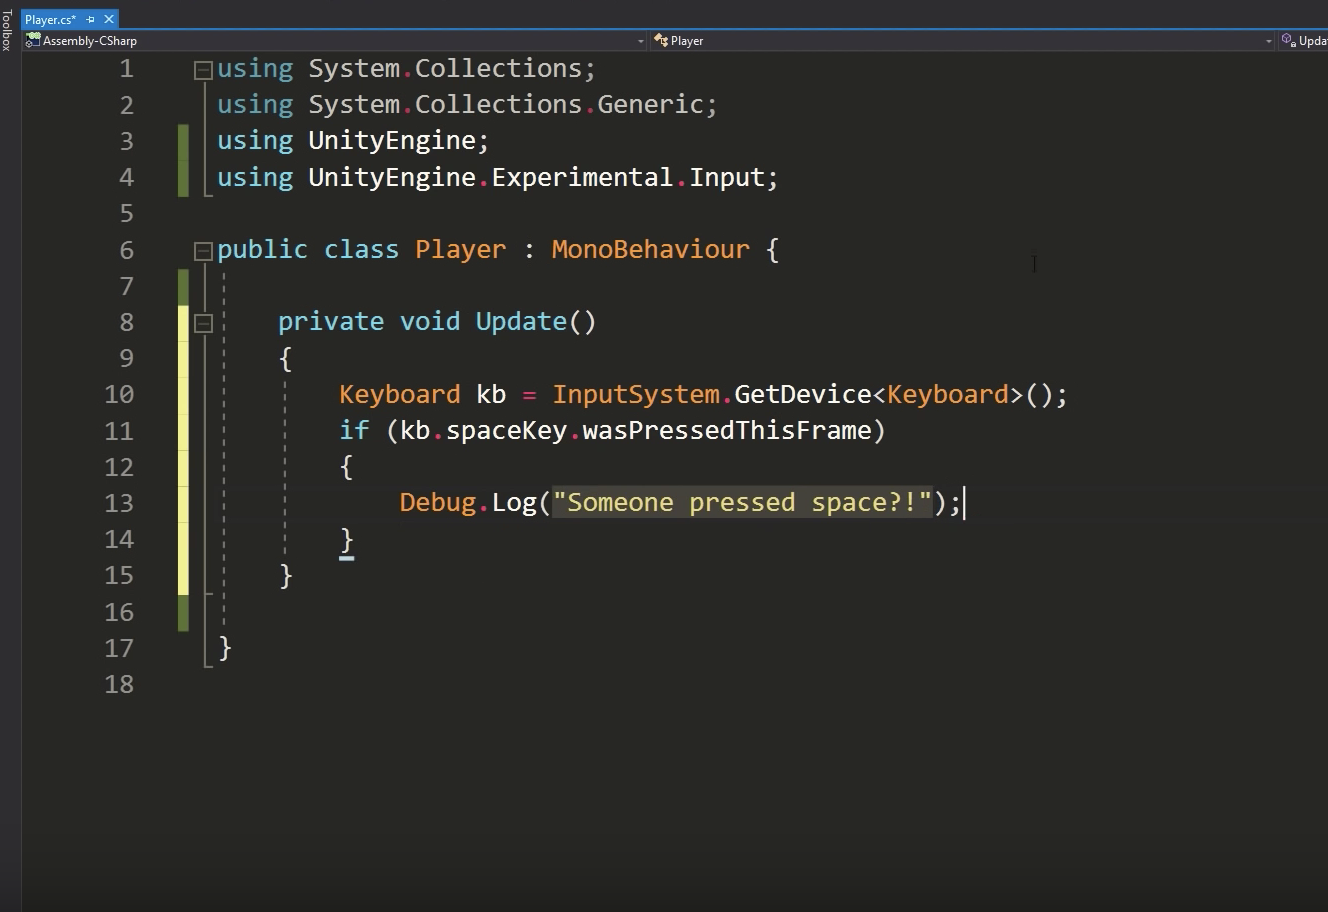 Toolbox
Player.cs*
Assembly-CSharp
Player
1 using System.Collections;
2 using System.Collections.Generic;
3 using UnityEngine;
4 using UnityEngine.Experimental.Input;
5
6 public class Player : MonoBehaviour {
7
8 private void Update()
9 {
10 Keyboard kb = InputSystem.GetDevice<Keyboard>();
11 if (kb.spaceKey.wasPressedThisFrame)
12 {
13 Debug.Log("Someone pressed space?!");
14 }
15 }
16
17 }
18